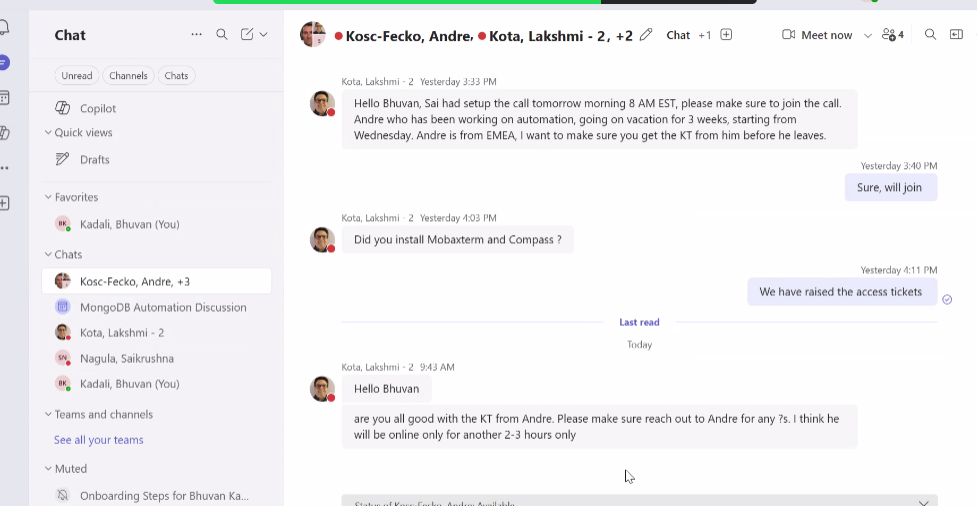 Chat
Kosc-Fecko, Andre, Kota, Lakshmi - 2, +2
Chat +1
Meet now
4
Unread
Channels
Chats
Copilot
Quick views
Drafts
Favorites
BK Kadali, Bhuvan (You)
Chats
Kosc-Fecko, Andre, +3
MongoDB Automation Discussion
Kota, Lakshmi - 2
SN Nagula, Saikrushna
BK Kadali, Bhuvan (You)
Teams and channels
See all your teams
Muted
Onboarding Steps for Bhuvan Ka...
Kota, Lakshmi - 2 Yesterday 3:33 PM
Hello Bhuvan, Sai had setup the call tomorrow morning 8 AM EST, please make sure to join the call.
Andre who has been working on automation, going on vacation for 3 weeks, starting from
Wednesday. Andre is from EMEA, I want to make sure you get the KT from him before he leaves.
Yesterday 3:40 PM
Sure, will join
Kota, Lakshmi - 2 Yesterday 4:03 PM
Did you install Mobaxterm and Compass ?
Yesterday 4:11 PM
We have raised the access tickets
Last read
Today
Kota, Lakshmi - 2 9:43 AM
Hello Bhuvan
are you all good with the KT from Andre. Please make sure reach out to Andre for any ?s. I think he
will be online only for another 2-3 hours only
Status of Kosc-Fecko, Andre: Available